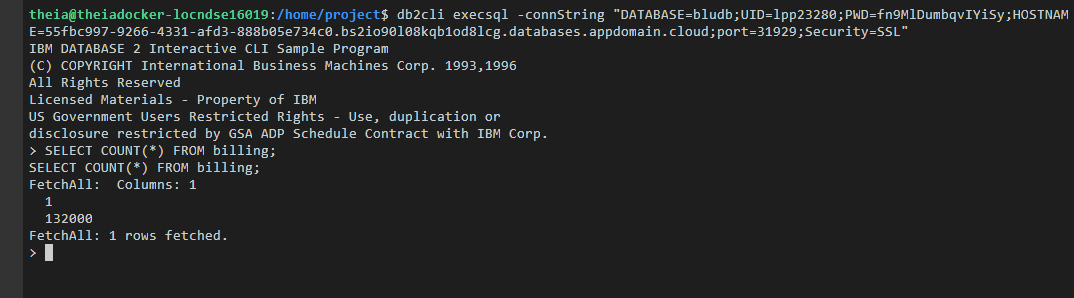 theia@theiadocker-locndse16019:/home/project$ db2cli execsql -connString "DATABASE=bludb;UID=lpp23280;PWD=fn9MlDumbqvIYiSy;HOSTNAM
E=55fbc997-9266-4331-afd3-888b05e734c0.bs2io90l08kqb1od8lcg.databases.appdomain.cloud;port=31929;Security=SSL"
IBM DATABASE 2 Interactive CLI Sample Program
(C) COPYRIGHT International Business Machines Corp. 1993,1996
All Rights Reserved
Licensed Materials - Property of IBM
US Government Users Restricted Rights - Use, duplication or
disclosure restricted by GSA ADP Schedule Contract with IBM Corp.
> SELECT COUNT(*) FROM billing;
SELECT COUNT(*) FROM billing;
FetchAll:  Columns: 1
  1
  132000
FetchAll: 1 rows fetched.
>